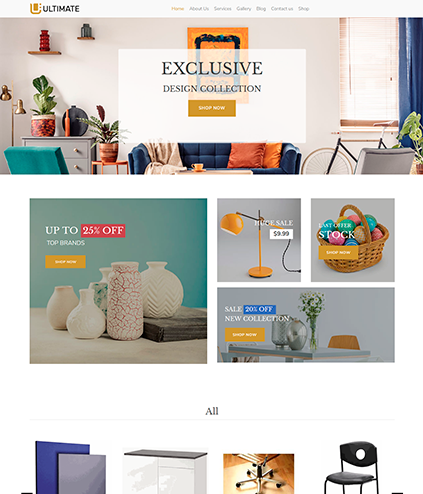 ULTIMATE
Home About Us Services Gallery Blog Contact us Shop
EXCLUSIVE
DESIGN COLLECTION
SHOP NOW
UP TO 25% OFF
TOP BRANDS
SHOP NOW
HUGE SALE
$9.99
LAST OFFER
STOCK
SHOP NOW
SALE 20% OFF
NEW COLLECTION
SHOP NOW
All